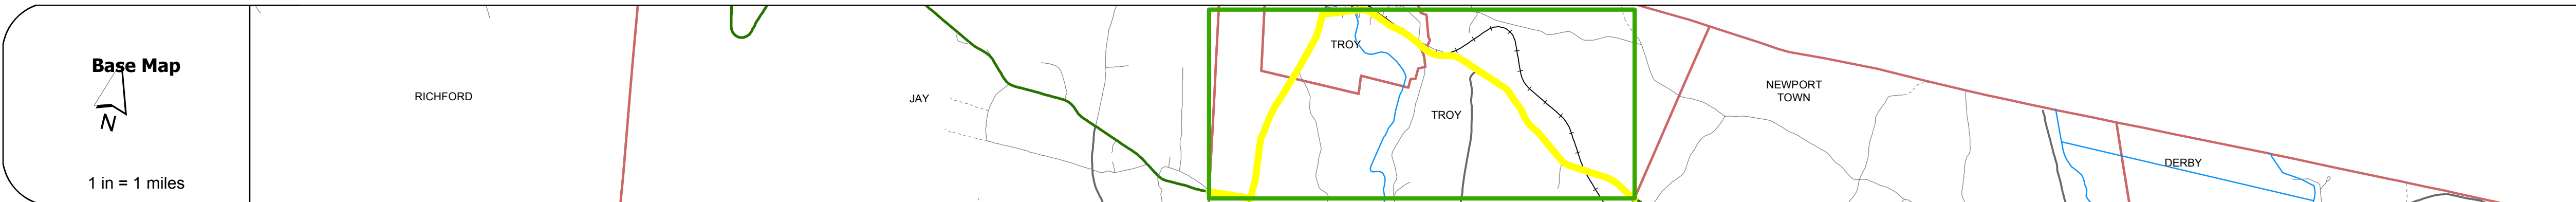 Base Map
N
1 in = 1 miles
RICHFORD
JAY
TROY
TROY
NEWPORT
TOWN
DERBY